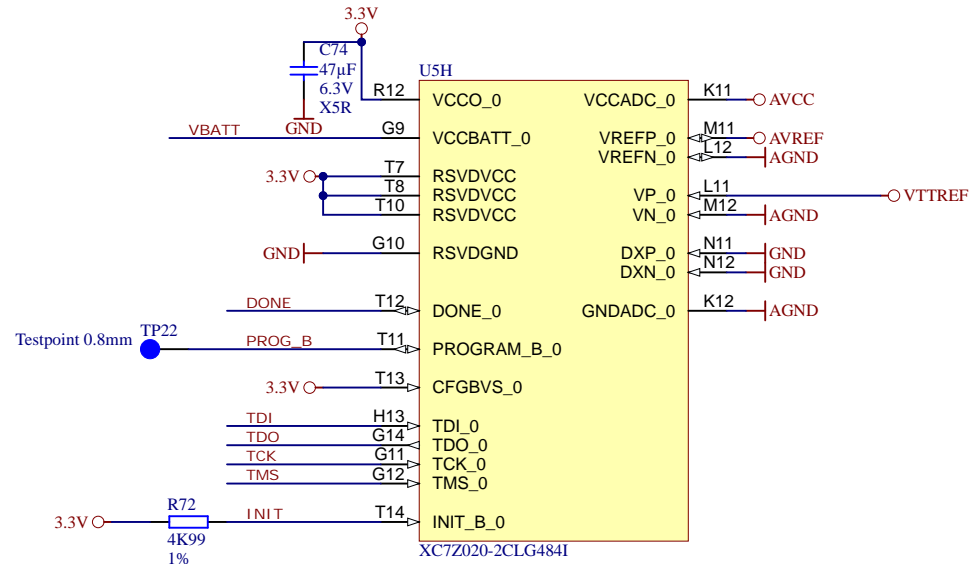 3.3V
C74
47µF
6.3V
X5R
GND
U5H
R12 VCCO_0 VCCADC_0 K11 AVCC
VBATT G9 VCCBATT_0 VREFP_0 M11 AVREF
VREFN_0 L12 AGND
3.3V T7 RSVDVCC
T8 RSVDVCC VP_0 L11 VTTREF
T10 RSVDVCC VN_0 M12 AGND
GND G10 RSVDGND DXP_0 N11 GND
DXN_0 N12 GND
DONE T12 DONE_0 GNDADC_0 K12 AGND
Testpoint 0.8mm TP22 PROG_B T11 PROGRAM_B_0
3.3V T13 CFGBVS_0
TDI H13 TDI_0
TDO G14 TDO_0
TCK G11 TCK_0
TMS G12 TMS_0
R72
3.3V INIT T14 INIT_B_0
4K99
1%
XC7Z020-2CLG484I